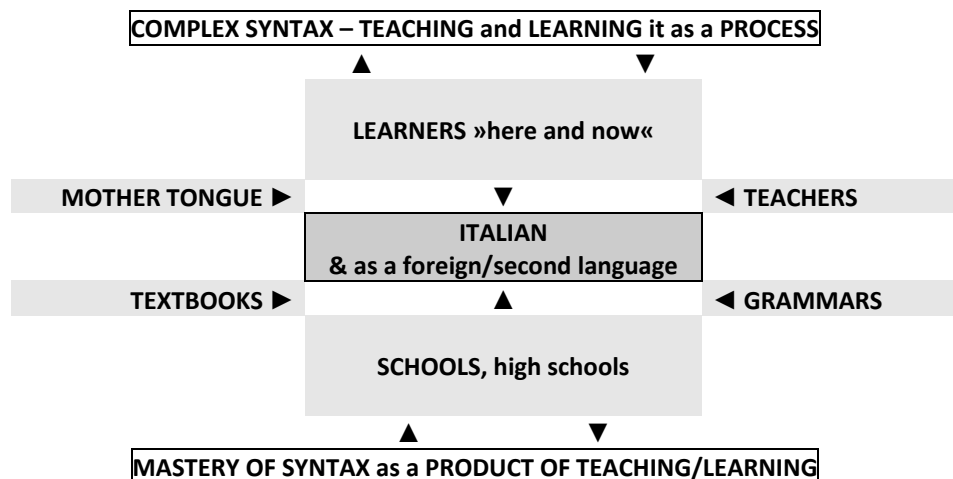 COMPLEX SYNTAX – TEACHING and LEARNING it as a PROCESS
▲ ▼
LEARNERS »here and now«
MOTHER TONGUE ► ▼ ◄ TEACHERS
ITALIAN
& as a foreign/second language
TEXTBOOKS ► ▲ ◄ GRAMMARS
SCHOOLS, high schools
▲ ▼
MASTERY OF SYNTAX as a PRODUCT OF TEACHING/LEARNING